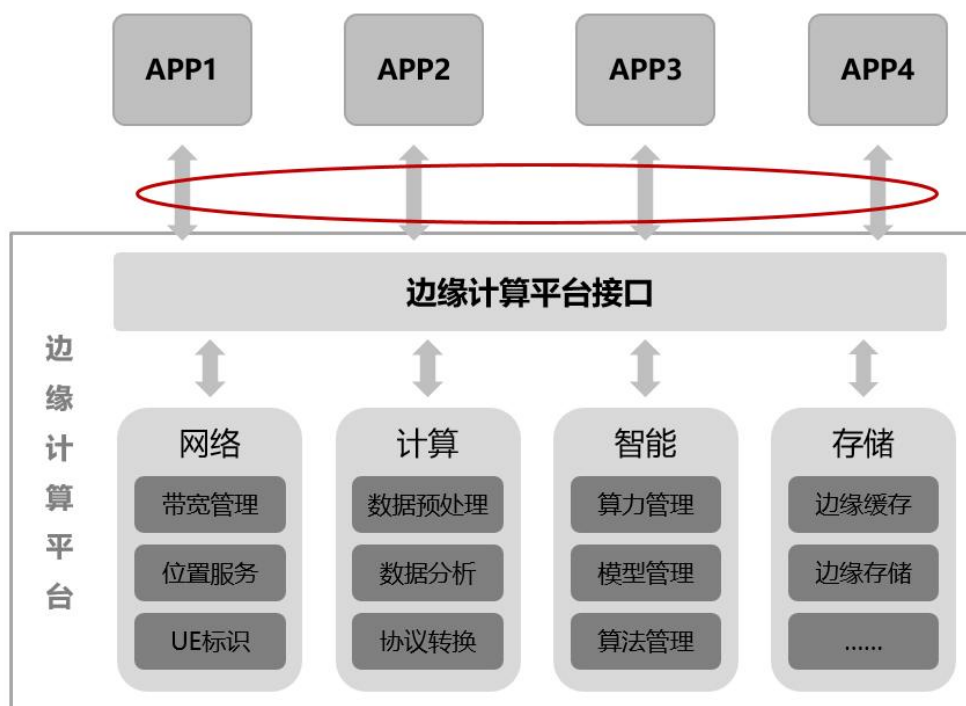 APP1
APP2
APP3
APP4
边缘计算平台接口
边缘计算平台
网络
带宽管理
位置服务
UE标识
计算
数据预处理
数据分析
协议转换
智能
算力管理
模型管理
算法管理
存储
边缘缓存
边缘存储
……